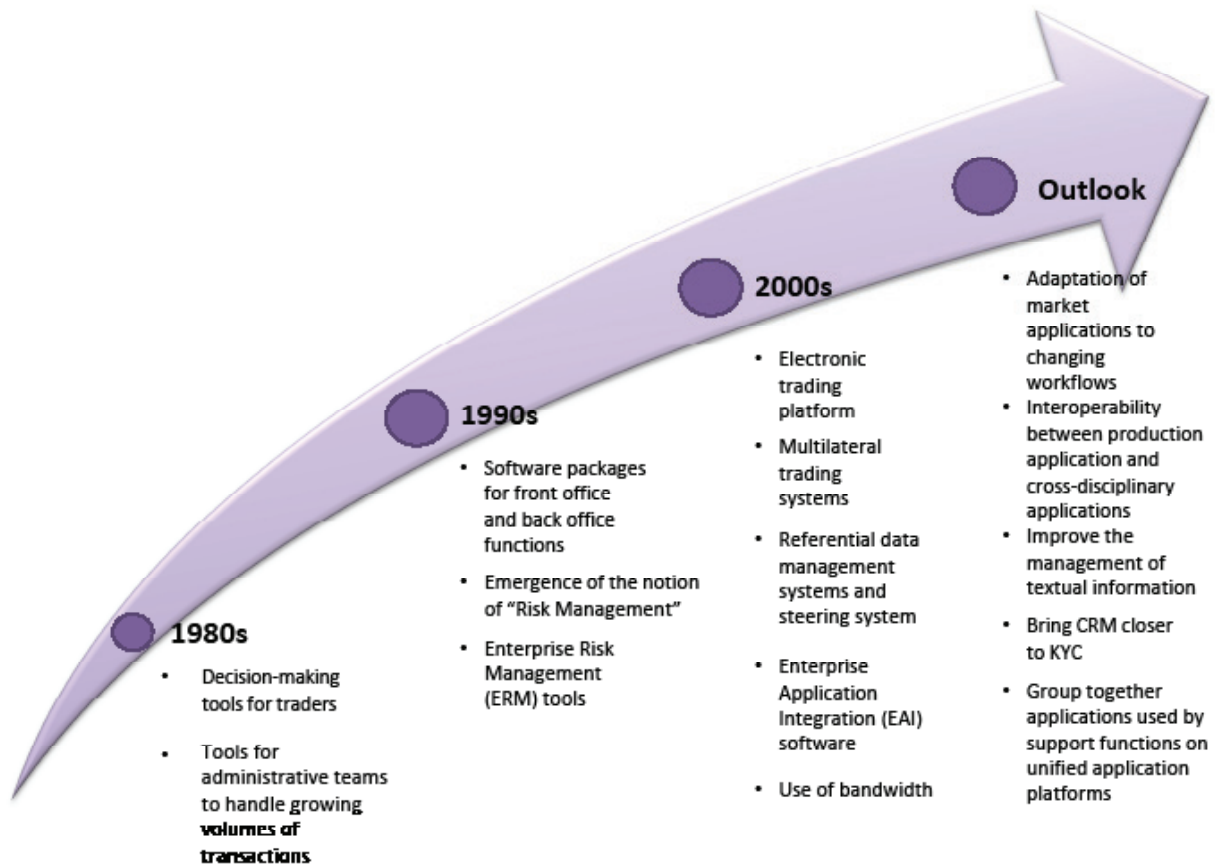 1980s
• Decision-making
tools for traders
• Tools for
administrative teams
to handle growing
volumes of
transactions
1990s
• Software packages
for front office
and back office
functions
• Emergence of the notion
of “Risk Management”
• Enterprise Risk
Management
(ERM) tools
2000s
• Electronic
trading
platform
• Multilateral
trading
systems
• Referential data
management
systems and
steering system
• Enterprise
Application
Integration (EAI)
software
• Use of bandwidth
Outlook
• Adaptation of
market
applications to
changing
workflows
• Interoperability
between production
application and
cross-disciplinary
applications
• Improve the
management of
textual information
• Bring CRM closer
to KYC
• Group together
applications used by
support functions on
unified application
platforms